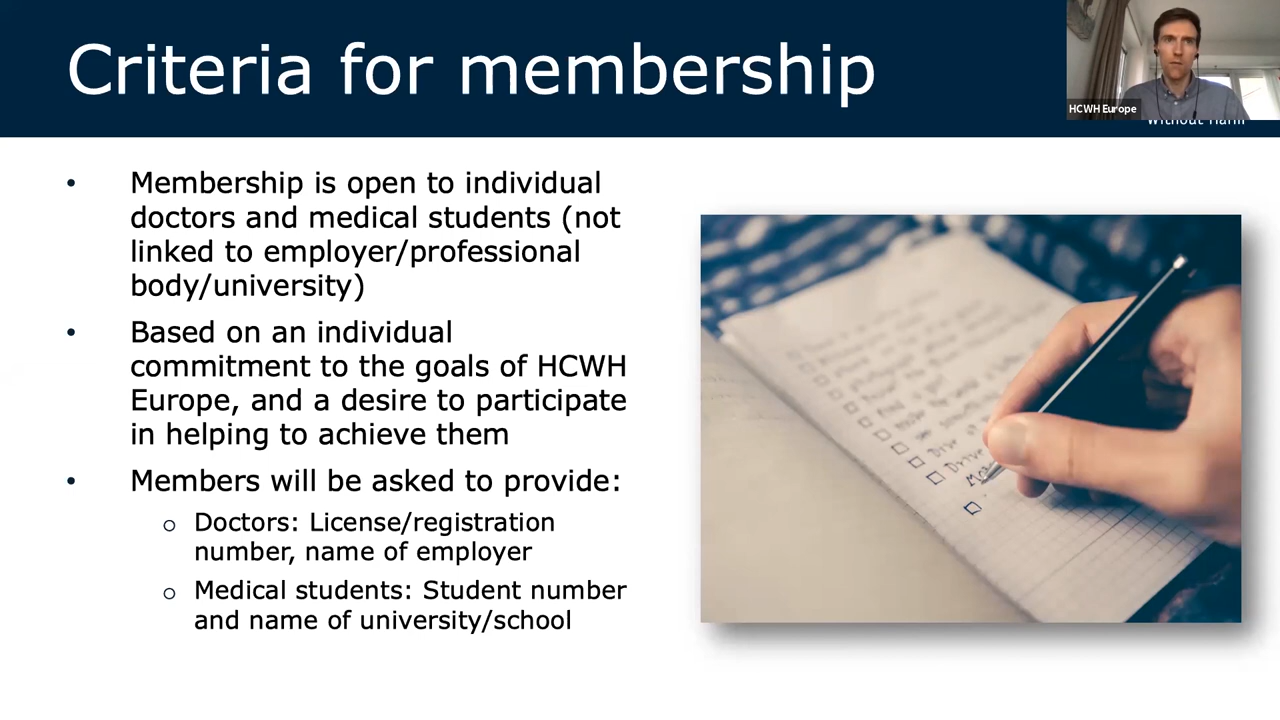 Criteria for membership
HCWH Europe
Without Harm
• Membership is open to individual
doctors and medical students (not
linked to employer/professional
body/university)
• Based on an individual
commitment to the goals of HCWH
Europe, and a desire to participate
in helping to achieve them
• Members will be asked to provide:
o Doctors: License/registration
number, name of employer
o Medical students: Student number
and name of university/school